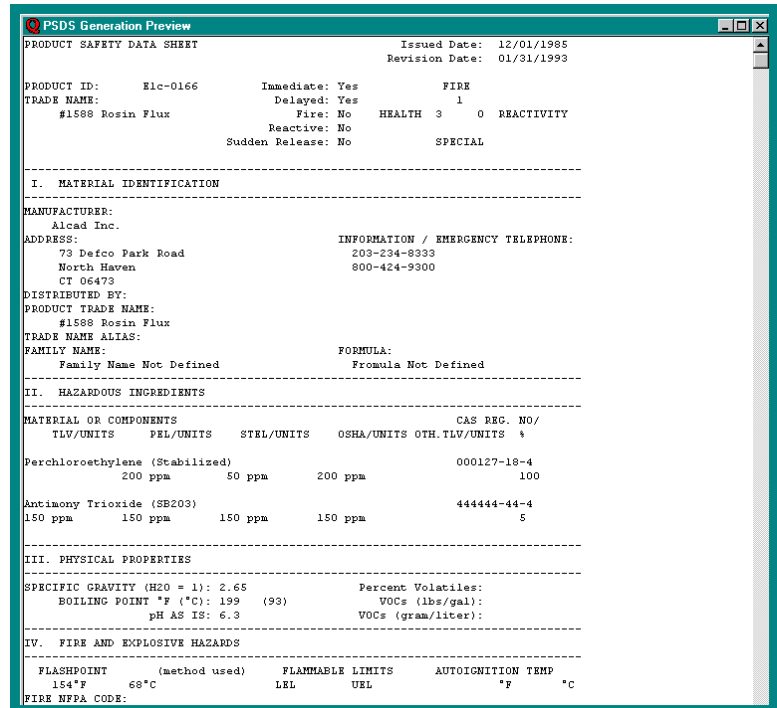 PSDS Generation Preview
PRODUCT SAFETY DATA SHEET Issued Date: 12/01/1985
Revision Date: 01/31/1993
PRODUCT ID: Elc-0166 Immediate: Yes FIRE
TRADE NAME: Delayed: Yes 1
#1588 Rosin Flux Fire: No HEALTH 3 0 REACTIVITY
Reactive: No
Sudden Release: No SPECIAL
I. MATERIAL IDENTIFICATION
MANUFACTURER:
Alcad Inc.
ADDRESS: INFORMATION / EMERGENCY TELEPHONE:
73 Defco Park Road 203-234-8333
North Haven 800-424-9300
CT 06473
DISTRIBUTED BY:
PRODUCT TRADE NAME:
#1588 Rosin Flux
TRADE NAME ALIAS:
FAMILY NAME: FORMULA:
Family Name Not Defined Fromula Not Defined
II. HAZARDOUS INGREDIENTS
MATERIAL OR COMPONENTS CAS REG. NO/
TLV/UNITS PEL/UNITS STEL/UNITS OSHA/UNITS OTH.TLV/UNITS %
Perchloroethylene (Stabilized) 000127-18-4
200 ppm 50 ppm 200 ppm 100
Antimony Trioxide (SB203) 444444-44-4
150 ppm 150 ppm 150 ppm 150 ppm 5
III. PHYSICAL PROPERTIES
SPECIFIC GRAVITY (H2O = 1): 2.65 Percent Volatiles:
BOILING POINT °F (°C): 199 (93) VOCs (lbs/gal):
pH AS IS: 6.3 VOCs (gram/liter):
IV. FIRE AND EXPLOSIVE HAZARDS
FLASHPOINT (method used) FLAMMABLE LIMITS AUTOIGNITION TEMP
154°F 68°C LEL UEL °F °C
FIRE NFPA CODE: